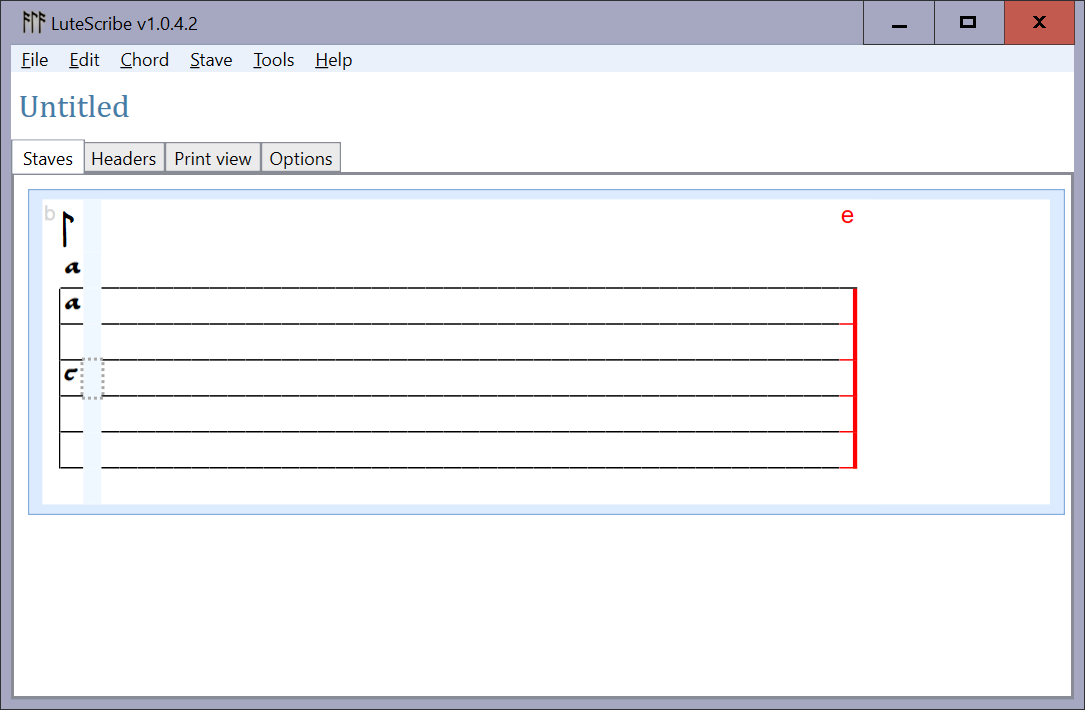 LuteScribe v1.0.4.2
File Edit Chord Stave Tools Help
Untitled
Staves Headers Print view Options
b e
a
a
c